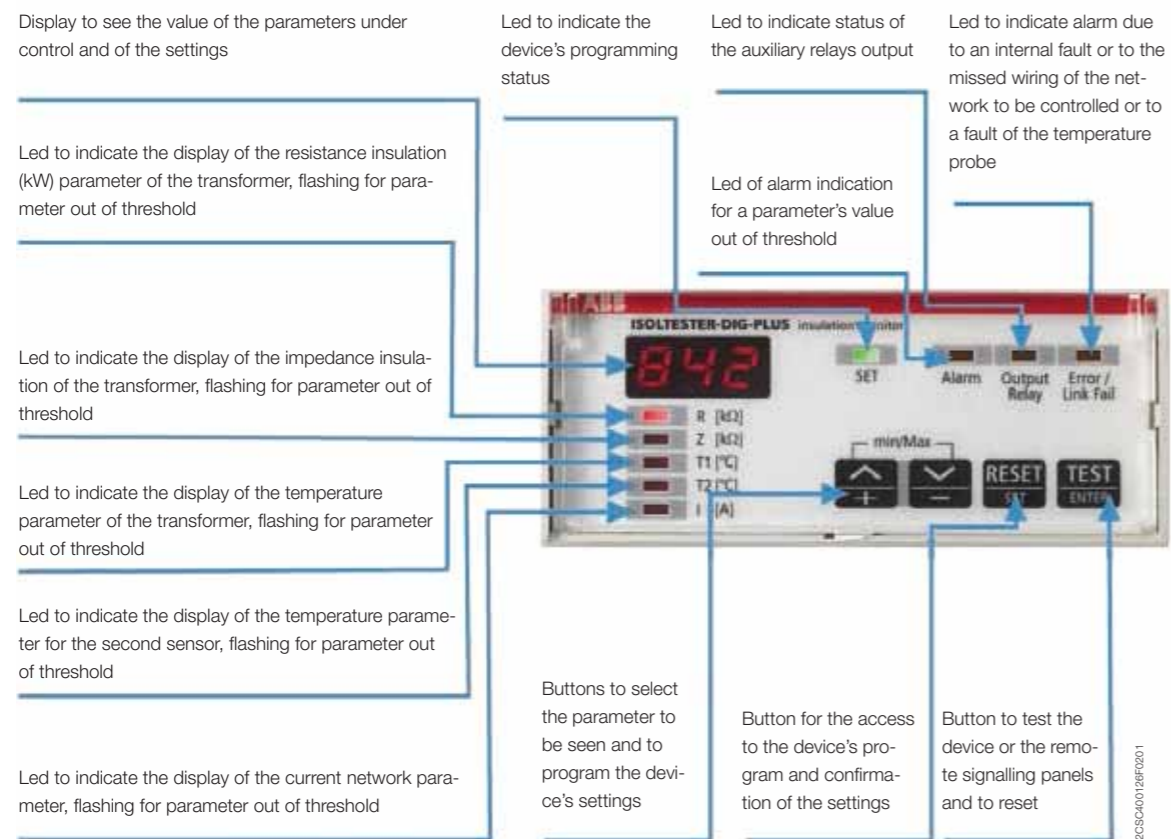 Display to see the value of the parameters under
control and of the settings
Led to indicate the
device's programming
status
Led to indicate status of
the auxiliary relays output
Led to indicate alarm due
to an internal fault or to the
missed wiring of the net-
work to be controlled or to
a fault of the temperature
probe
Led to indicate the display of the resistance insulation
(kW) parameter of the transformer, flashing for para-
meter out of threshold
Led of alarm indication
for a parameter's value
out of threshold
Led to indicate the display of the impedance insula-
tion of the transformer, flashing for parameter out of
threshold
Led to indicate the display of the temperature
parameter of the transformer, flashing for parameter
out of threshold
Led to indicate the display of the temperature parame-
ter for the second sensor, flashing for parameter out
of threshold
Led to indicate the display of the current network para-
meter, flashing for parameter out of threshold
ABB
ISOLTESTER-DIG-PLUS insulation monitor
842
SET
Alarm
Output
Relay
Error /
Link Fail
R [kΩ]
Z [kΩ]
T1 [°C]
T2 [°C]
I [A]
min/Max
+
−
RESET
SET
TEST
ENTER
Buttons to select
the parameter to
be seen and to
program the devi-
ce's settings
Button for the access
to the device's pro-
gram and confirma-
tion of the settings
Button to test the
device or the remo-
te signalling panels
and to reset
2CSC400126F0201